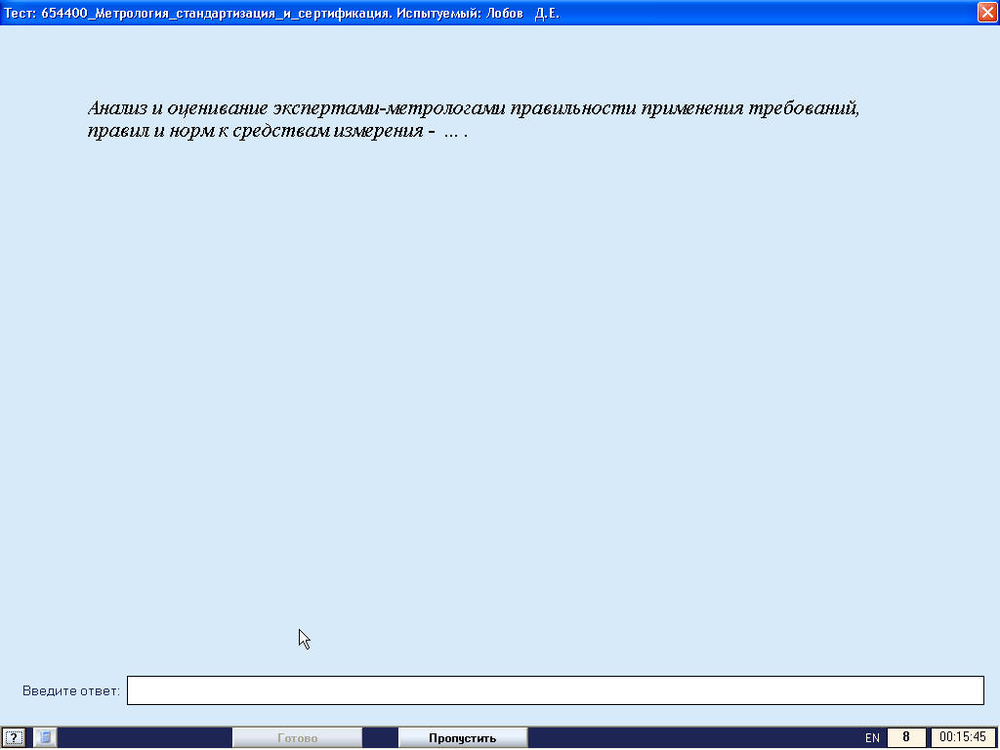 Тест: 654400_Метрология_стандартизация_и_сертификация. Испытуемый: Лобов Д.Е.
Анализ и оценивание экспертами-метрологами правильности применения требований,
правил и норм к средствам измерения - ... .
Введите ответ:
? Готово Пропустить EN 8 00:15:45